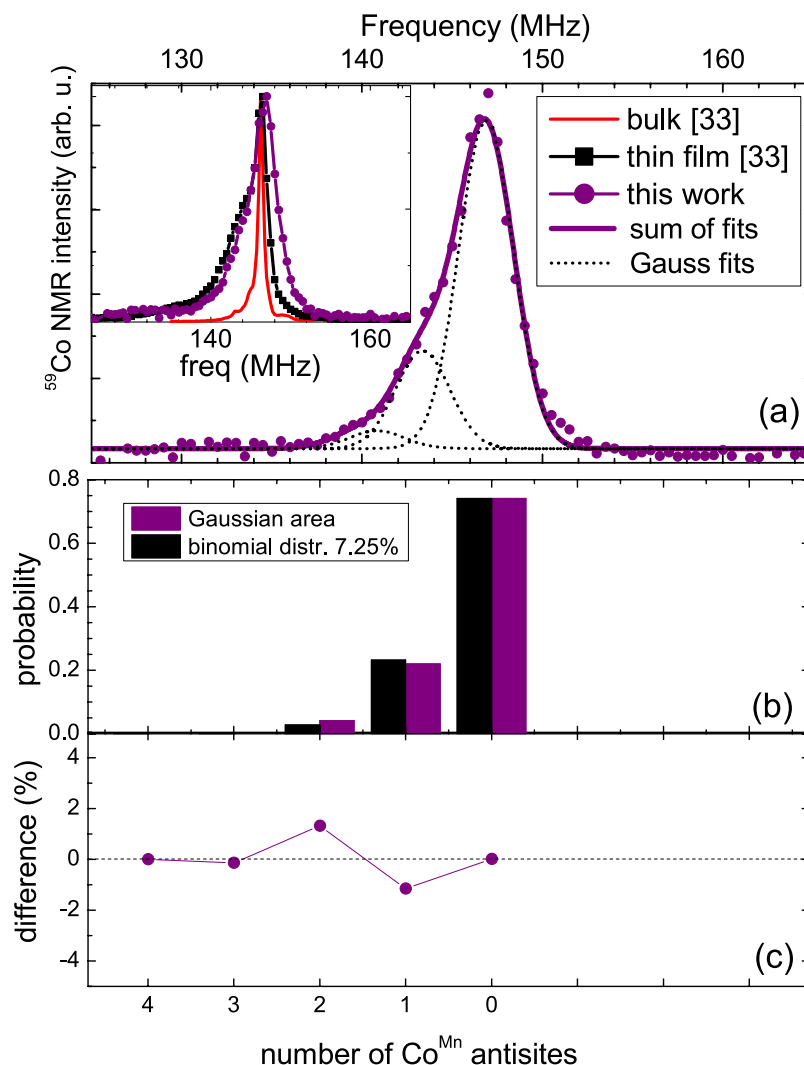 Frequency (MHz)
130 140 150 160
⁵⁹Co NMR intensity (arb. u.)
bulk [33]
thin film [33]
this work
sum of fits
Gauss fits
140 160
freq (MHz)
(a)
0.8
0.6
0.4
0.2
0.0
probability
Gaussian area
binomial distr. 7.25%
(b)
4
2
0
-2
-4
difference (%)
(c)
4 3 2 1 0
number of Coᴹⁿ antisites